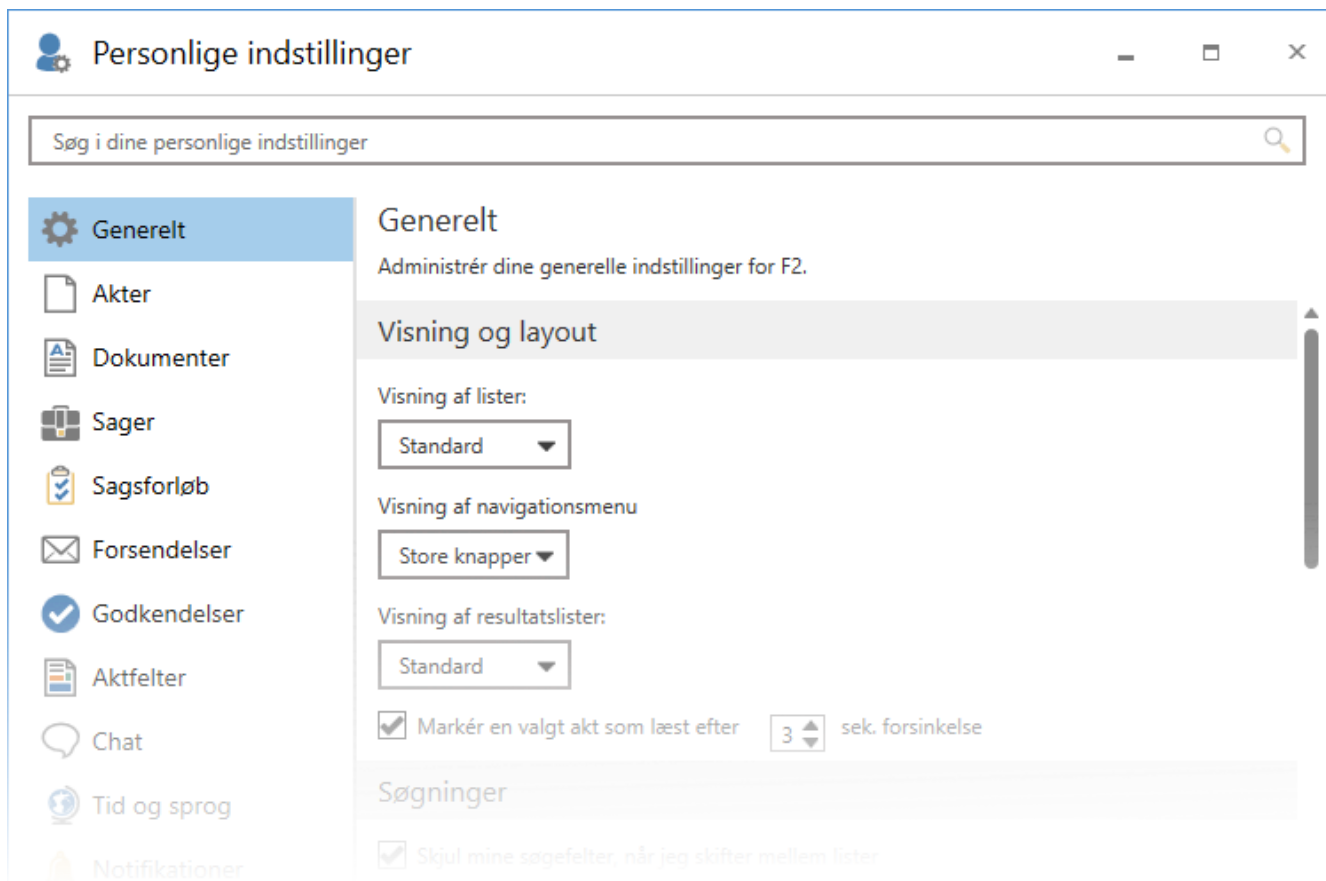 Personlige indstillinger
Søg i dine personlige indstillinger
Generelt
Akter
Dokumenter
Sager
Sagsforløb
Forsendelser
Godkendelser
Aktfelter
Chat
Tid og sprog
Notifikationer
Generelt
Administrér dine generelle indstillinger for F2.
Visning og layout
Visning af lister:
Standard
Visning af navigationsmenu
Store knapper
Visning af resultatslister:
Standard
Markér en valgt akt som læst efter 3 sek. forsinkelse
Søgninger
Skjul mine søgefelter, når jeg skifter mellem lister